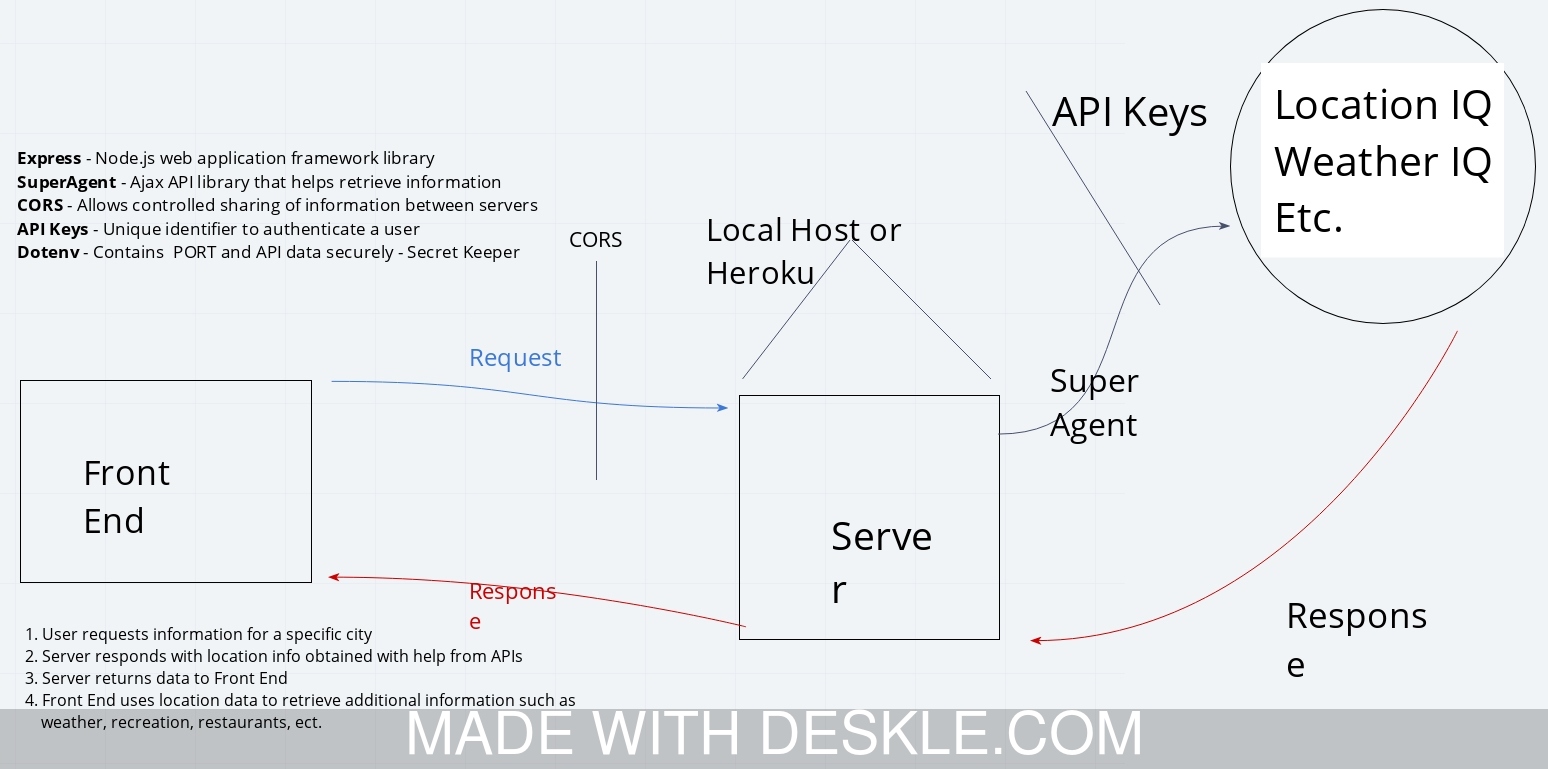 API Keys
Location IQ
Weather IQ
Etc.
Express - Node.js web application framework library
SuperAgent - Ajax API library that helps retrieve information
CORS - Allows controlled sharing of information between servers
API Keys - Unique identifier to authenticate a user
Dotenv - Contains  PORT and API data securely - Secret Keeper
CORS
Local Host or
Heroku
Request
Super
Agent
Front
End
Serve
r
Respons
e
Respons
e
1. User requests information for a specific city
2. Server responds with location info obtained with help from APIs
3. Server returns data to Front End
4. Front End uses location data to retrieve additional information such as
weather, recreation, restaurants, ect.
MADE WITH DESKLE.COM